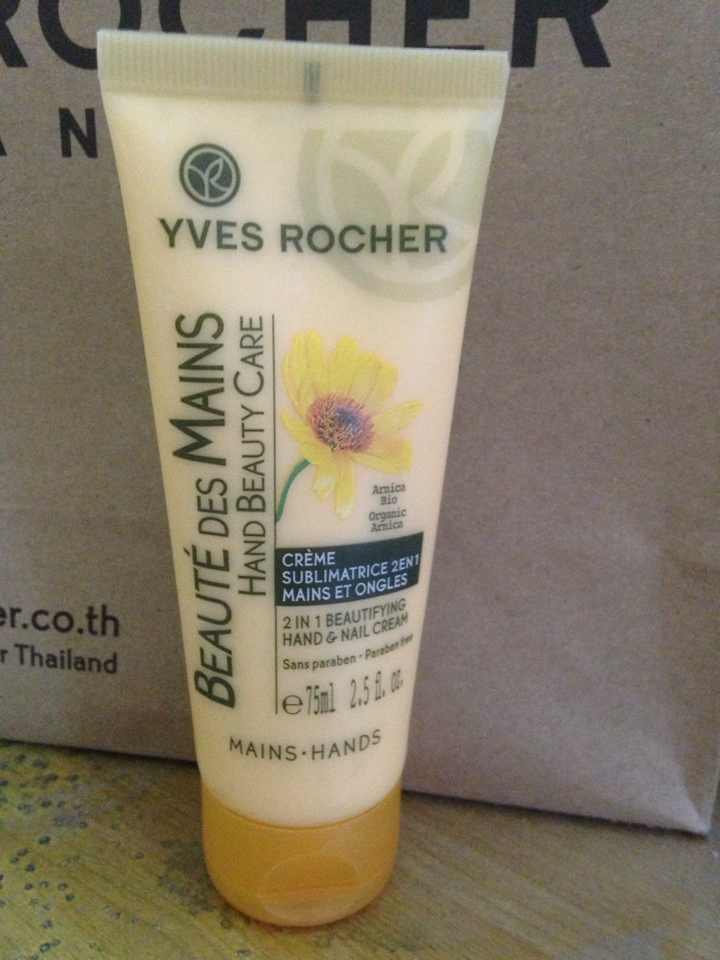 ROCHER
YVES ROCHER
BEAUTÉ DES MAINS
HAND BEAUTY CARE
Arnica
Bio
Organic
Arnica
CRÈME
SUBLIMATRICE 2EN1
MAINS ET ONGLES
2 IN 1 BEAUTIFYING
HAND & NAIL CREAM
Sans paraben · Paraben free
e 75ml 2.5 fl. oz.
MAINS · HANDS
er.co.th
r Thailand